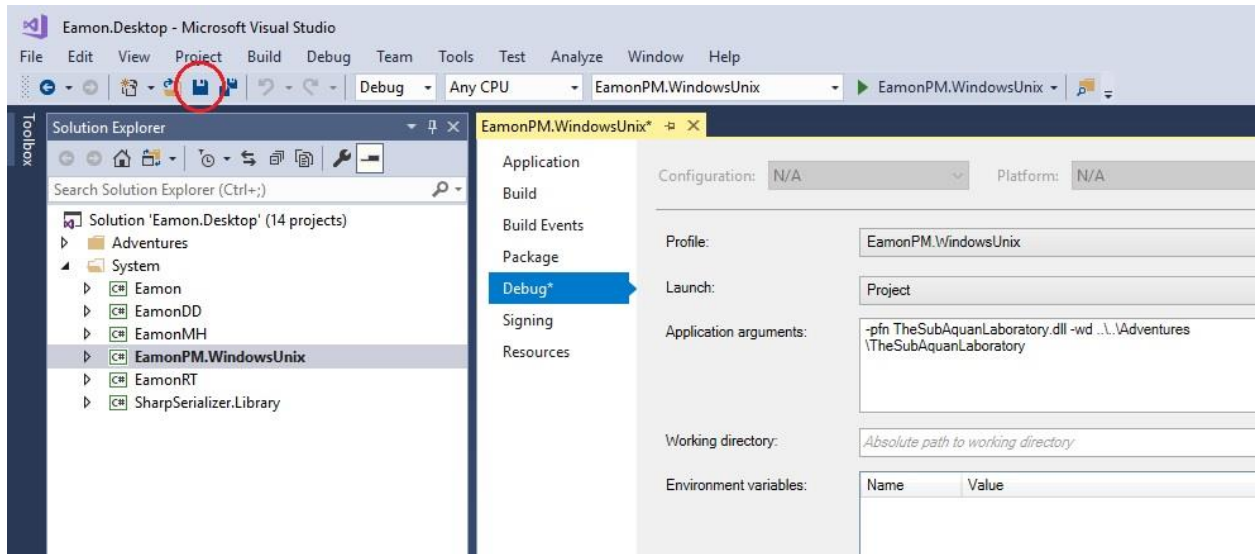 Eamon.Desktop - Microsoft Visual Studio
File Edit View Project Build Debug Team Tools Test Analyze Window Help
Debug Any CPU EamonPM.WindowsUnix EamonPM.WindowsUnix
Toolbox
Solution Explorer
Search Solution Explorer (Ctrl+;)
Solution 'Eamon.Desktop' (14 projects)
Adventures
System
C# Eamon
C# EamonDD
C# EamonMH
C# EamonPM.WindowsUnix
C# EamonRT
C# SharpSerializer.Library
EamonPM.WindowsUnix*
Application
Build
Build Events
Package
Debug*
Signing
Resources
Configuration: N/A Platform: N/A
Profile: EamonPM.WindowsUnix
Launch: Project
Application arguments: -pfn TheSubAquanLaboratory.dll -wd ..\..\Adventures
\TheSubAquanLaboratory
Working directory: Absolute path to working directory
Environment variables: Name Value